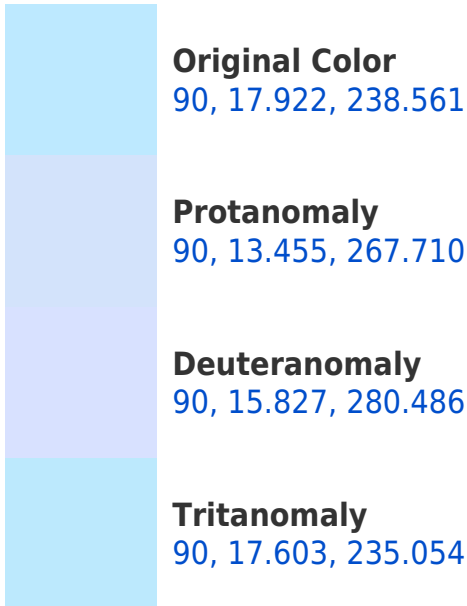 Original Color
90, 17.922, 238.561
Protanomaly
90, 13.455, 267.710
Deuteranomaly
90, 15.827, 280.486
Tritanomaly
90, 17.603, 235.054